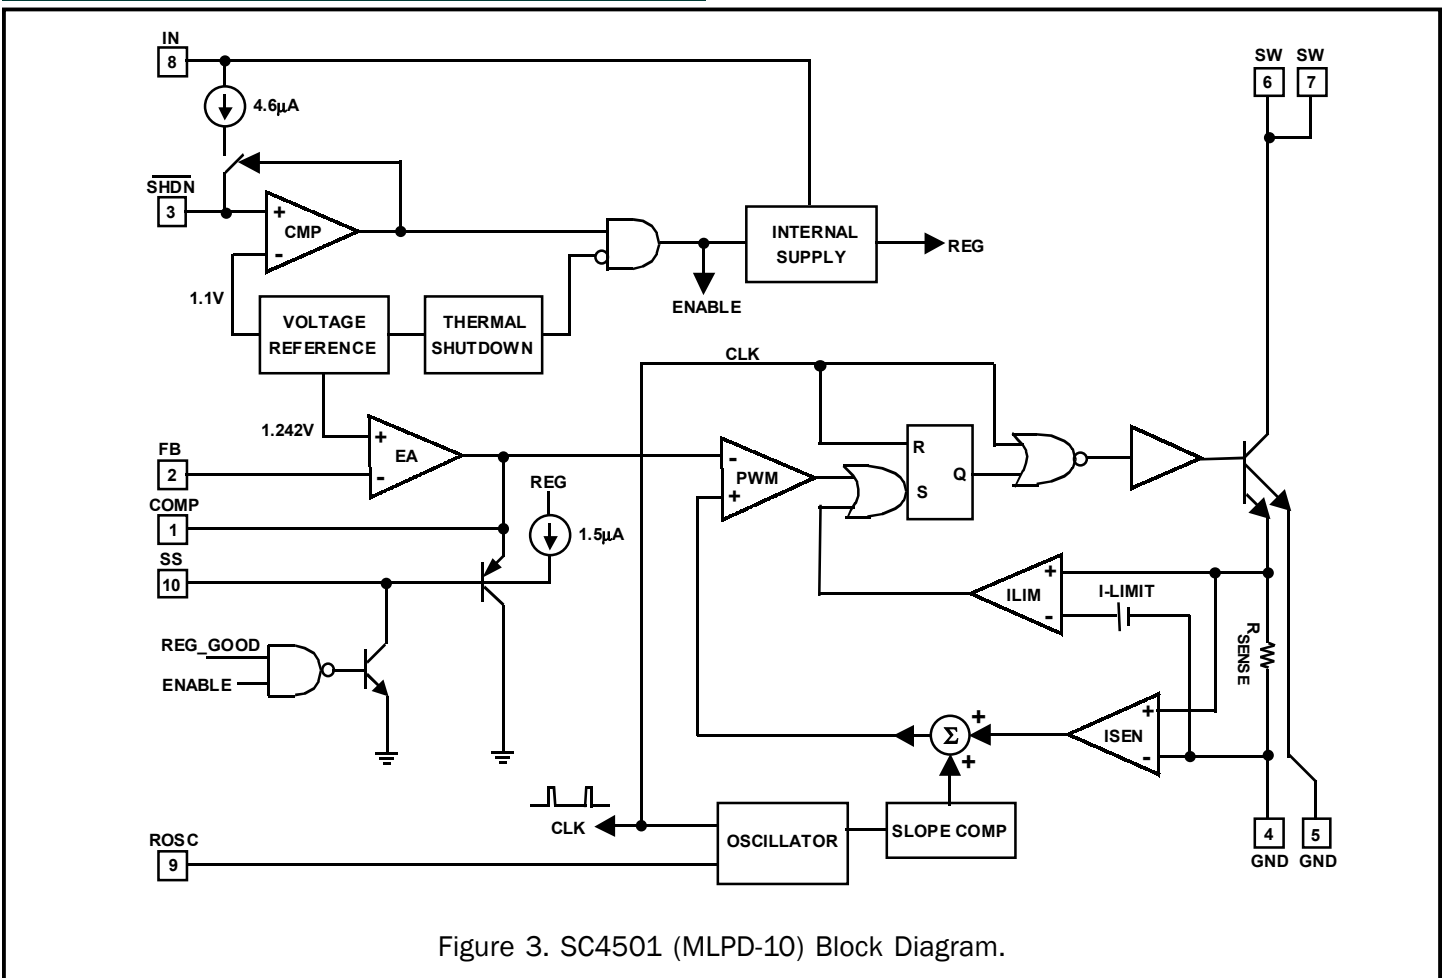 IN
8
4.6μA
SHDN
3
+
CMP
-
1.1V
VOLTAGE
REFERENCE
THERMAL
SHUTDOWN
ENABLE
INTERNAL
SUPPLY
REG
SW
6
SW
7
CLK
1.242V
+
EA
-
FB
2
COMP
1
SS
10
REG
1.5μA
REG_GOOD
ENABLE
-
PWM
+
R
S
Q
+
ILIM
-
I-LIMIT
RSENSE
+
ISEN
-
Σ
+
+
CLK
OSCILLATOR
SLOPE COMP
ROSC
9
4
GND
5
GND
Figure 3. SC4501 (MLPD-10) Block Diagram.